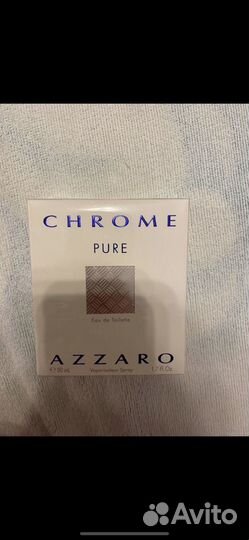 CHROME
PURE
Eau de Toilette
AZZARO
e 50 mL Vaporisateur Spray 1.7 Fl. Oz
Avito